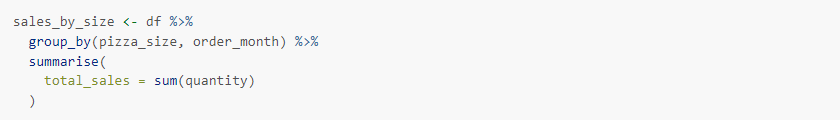 sales_by_size <- df %>%
  group_by(pizza_size, order_month) %>%
  summarise(
    total_sales = sum(quantity)
  )